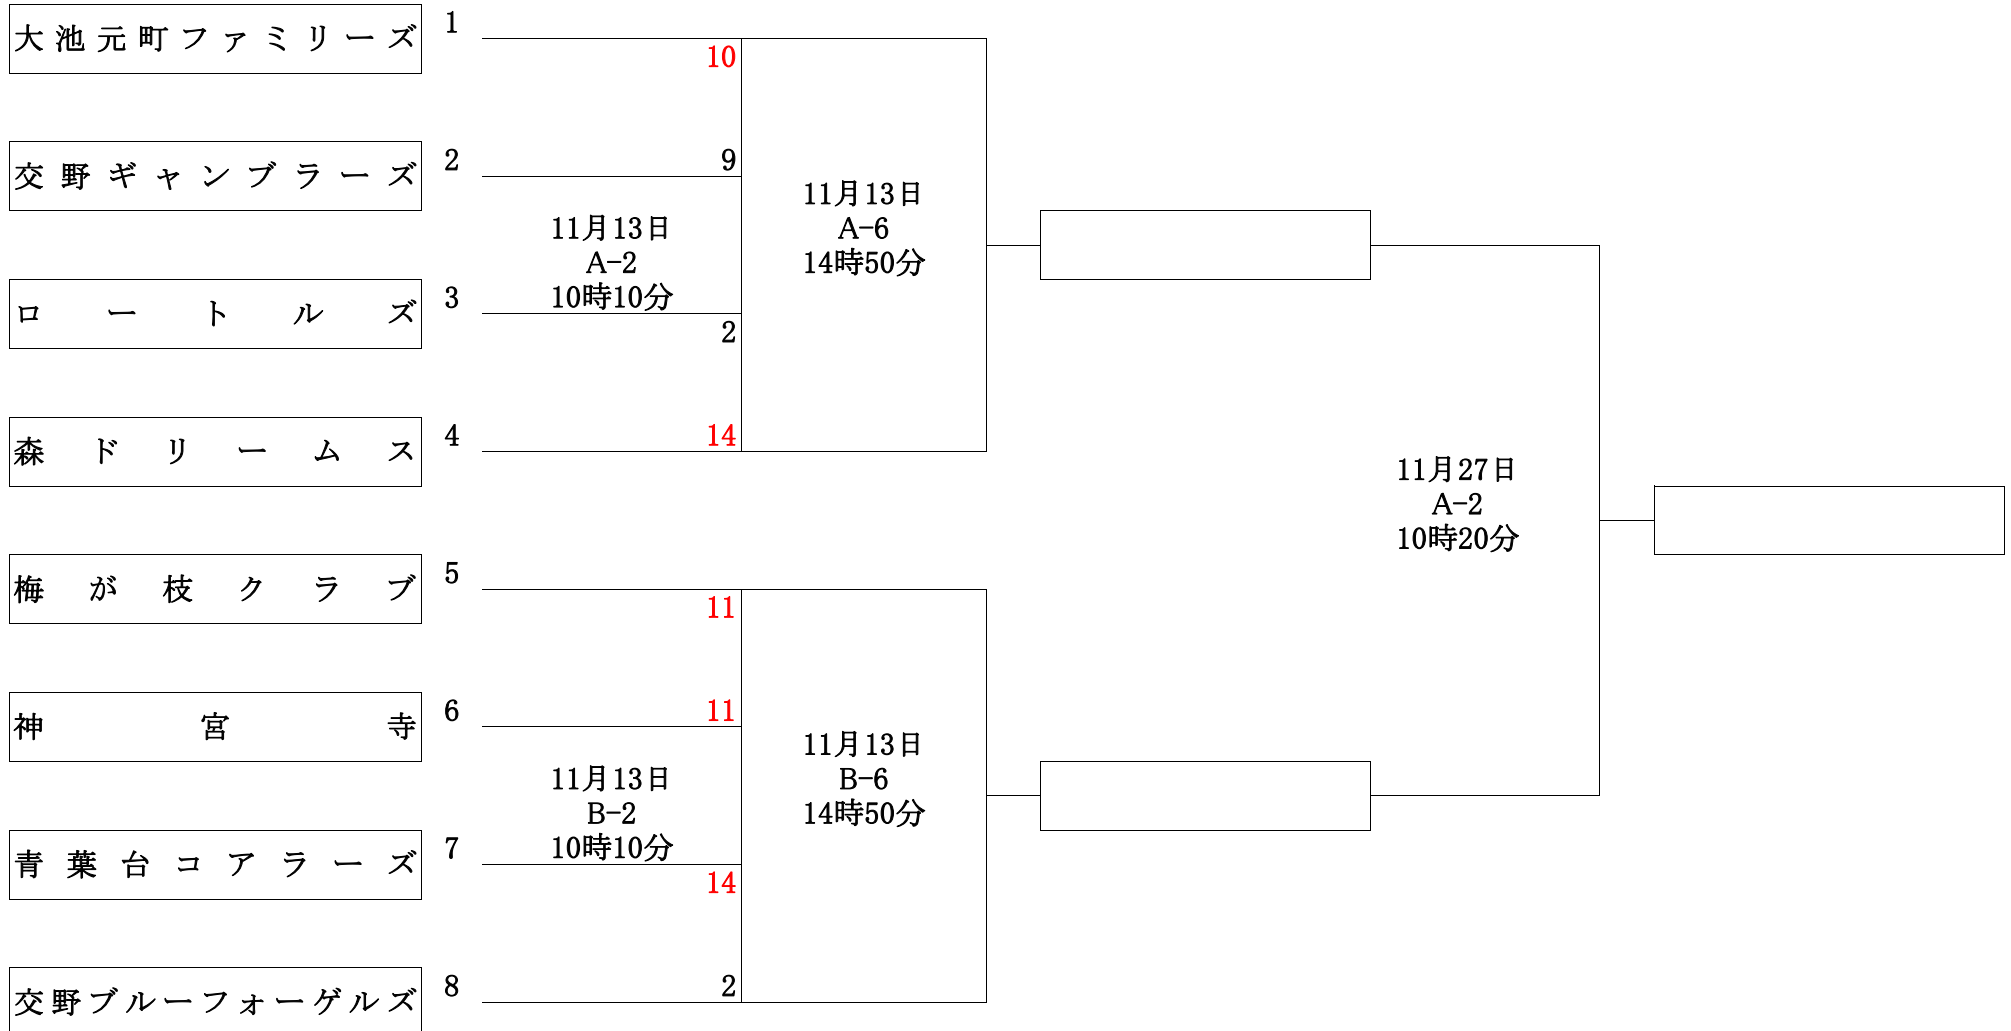 大池元町ファミリーズ 1
10
交野ギャンブラーズ 2
9
11月13日
A-2
10時10分
11月13日
A-6
14時50分
ロートルズ 3
2
森ドリームス 4
14
11月27日
A-2
10時20分
梅が枝クラブ 5
11
神宮寺 6
11
11月13日
B-2
10時10分
11月13日
B-6
14時50分
青葉台コアラーズ 7
14
交野ブルーフォーゲルズ 8
2